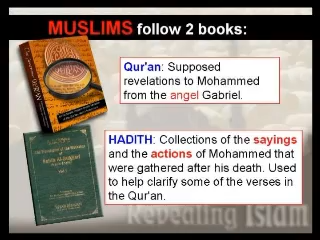 MUSLIMS follow 2 books:
Qur'an: Supposed
revelations to Mohammed
from the angel Gabriel.
HADITH: Collections of the sayings
and the actions of Mohammed that
were gathered after his death. Used
to help clarify some of the verses in
the Qur'an.
Revealing Islam